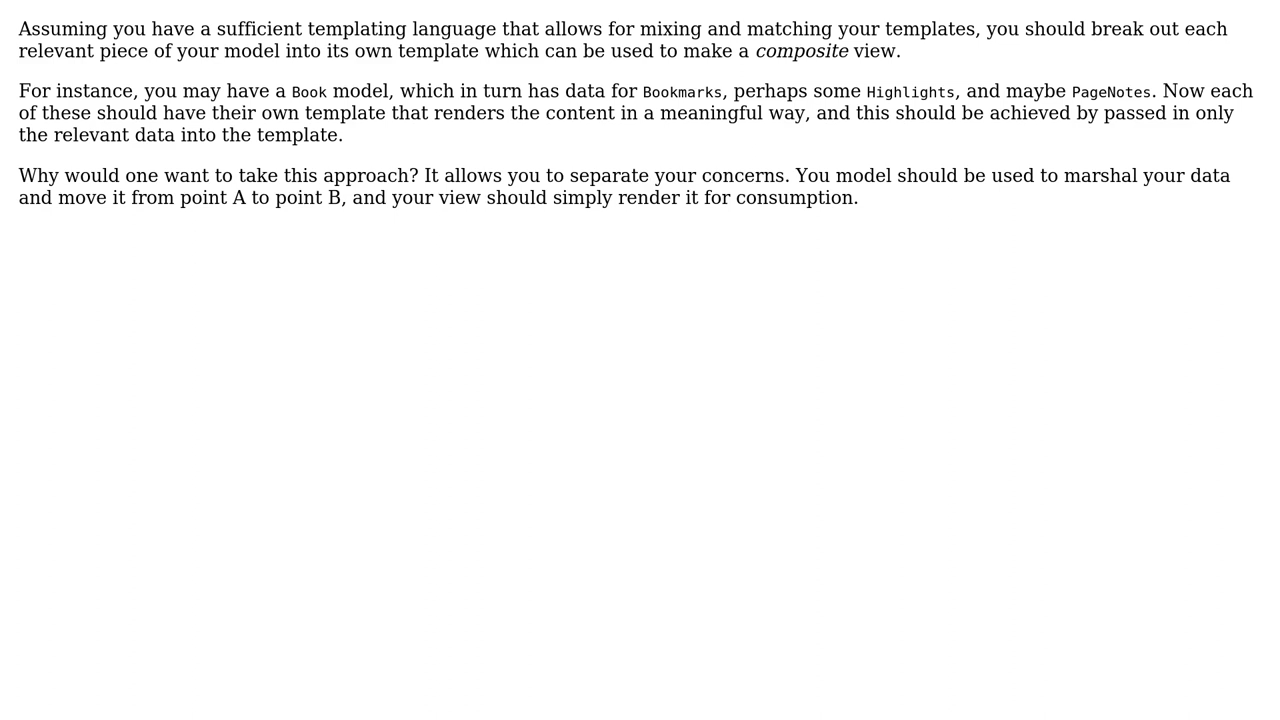 Assuming you have a sufficient templating language that allows for mixing and matching your templates, you should break out each
relevant piece of your model into its own template which can be used to make a composite view.
For instance, you may have a Book model, which in turn has data for Bookmarks, perhaps some Highlights, and maybe PageNotes. Now each
of these should have their own template that renders the content in a meaningful way, and this should be achieved by passed in only
the relevant data into the template.
Why would one want to take this approach? It allows you to separate your concerns. You model should be used to marshal your data
and move it from point A to point B, and your view should simply render it for consumption.